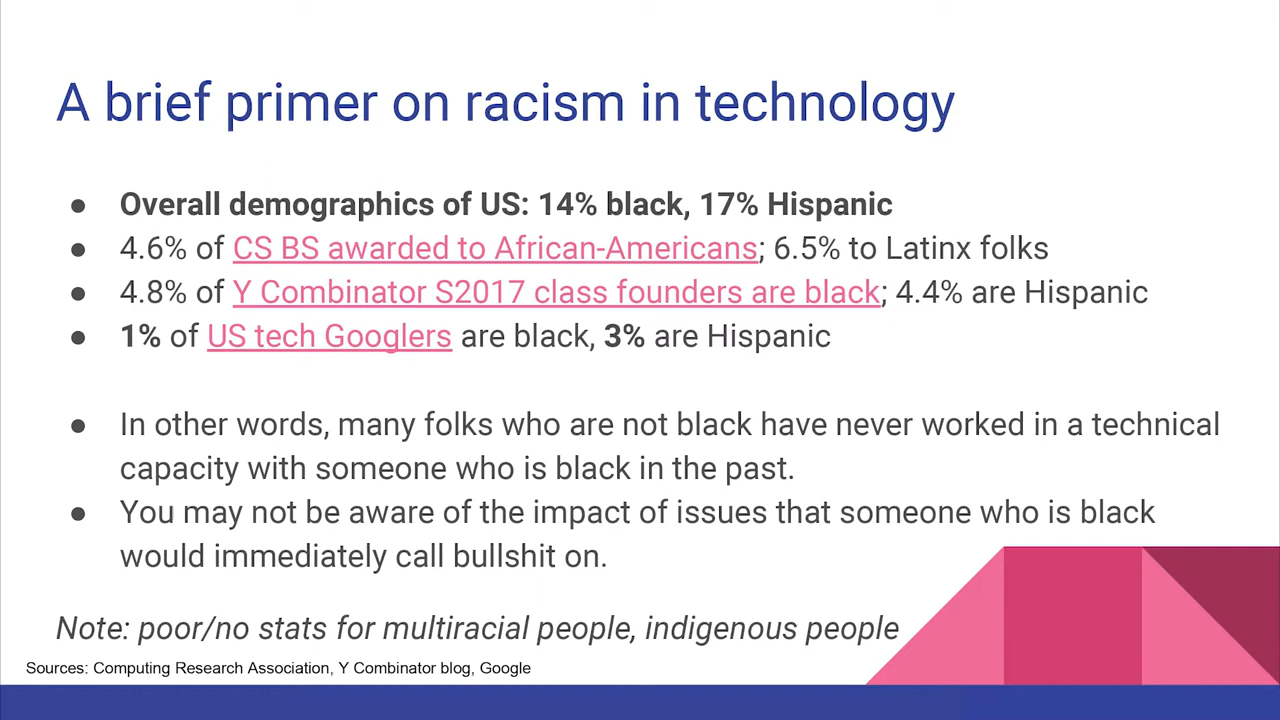 A brief primer on racism in technology
● Overall demographics of US: 14% black, 17% Hispanic
● 4.6% of CS BS awarded to African-Americans; 6.5% to Latinx folks
● 4.8% of Y Combinator S2017 class founders are black; 4.4% are Hispanic
● 1% of US tech Googlers are black, 3% are Hispanic
● In other words, many folks who are not black have never worked in a technical
capacity with someone who is black in the past.
● You may not be aware of the impact of issues that someone who is black
would immediately call bullshit on.
Note: poor/no stats for multiracial people, indigenous people
Sources: Computing Research Association, Y Combinator blog, Google